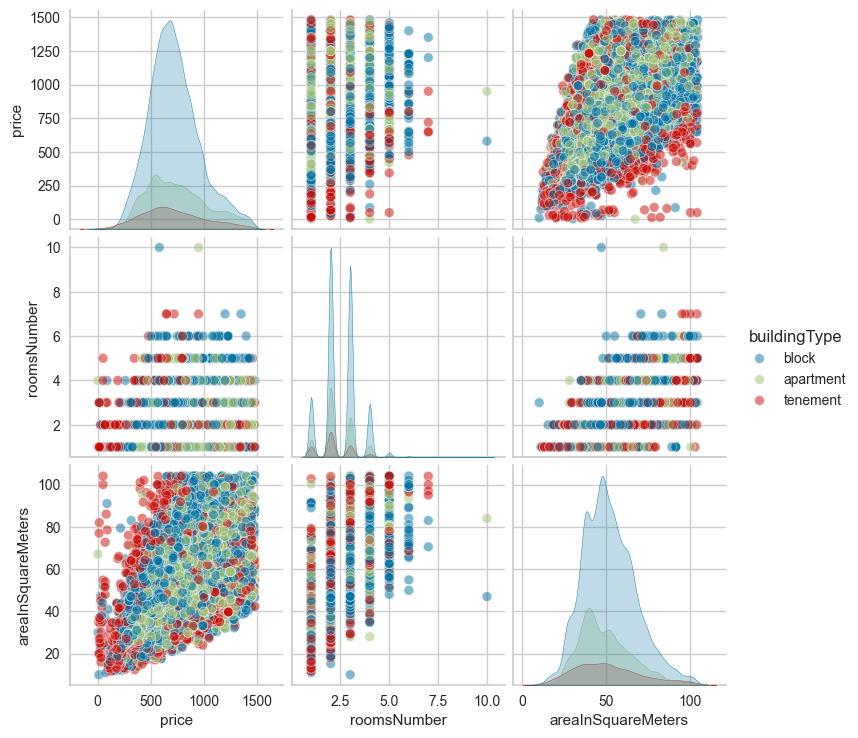 1500
1250
1000
750
500
250
0
price
10
8
6
4
2
roomsNumber
buildingType
block
apartment
tenement
100
80
60
40
20
areaInSquareMeters
0 500 1000 1500
2.5 5.0 7.5 10.0
0 50 100
price
roomsNumber
areaInSquareMeters